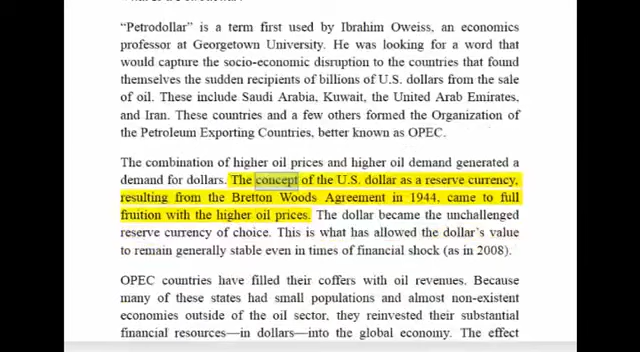 "Petrodollar" is a term first used by Ibrahim Oweiss, an economics
professor at Georgetown University. He was looking for a word that
would capture the socio-economic disruption to the countries that found
themselves the sudden recipients of billions of U.S. dollars from the sale
of oil. These include Saudi Arabia, Kuwait, the United Arab Emirates,
and Iran. These countries and a few others formed the Organization of
the Petroleum Exporting Countries, better known as OPEC.
The combination of higher oil prices and higher oil demand generated a
demand for dollars. The concept of the U.S. dollar as a reserve currency,
resulting from the Bretton Woods Agreement in 1944, came to full
fruition with the higher oil prices. The dollar became the unchallenged
reserve currency of choice. This is what has allowed the dollar's value
to remain generally stable even in times of financial shock (as in 2008).
OPEC countries have filled their coffers with oil revenues. Because
many of these states had small populations and almost non-existent
economies outside of the oil sector, they reinvested their substantial
financial resources—in dollars—into the global economy. The effect